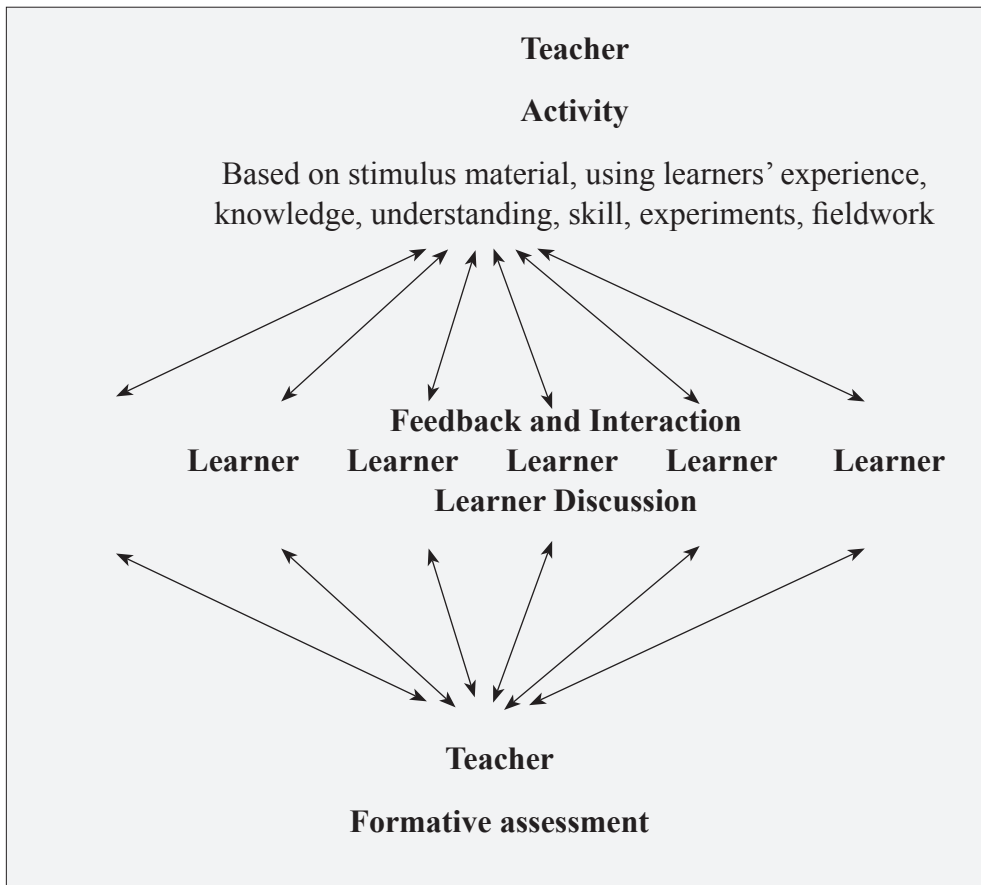 Teacher
Activity
Based on stimulus material, using learners’ experience,
knowledge, understanding, skill, experiments, fieldwork
Feedback and Interaction
Learner Learner Learner Learner Learner
Learner Discussion
Teacher
Formative assessment